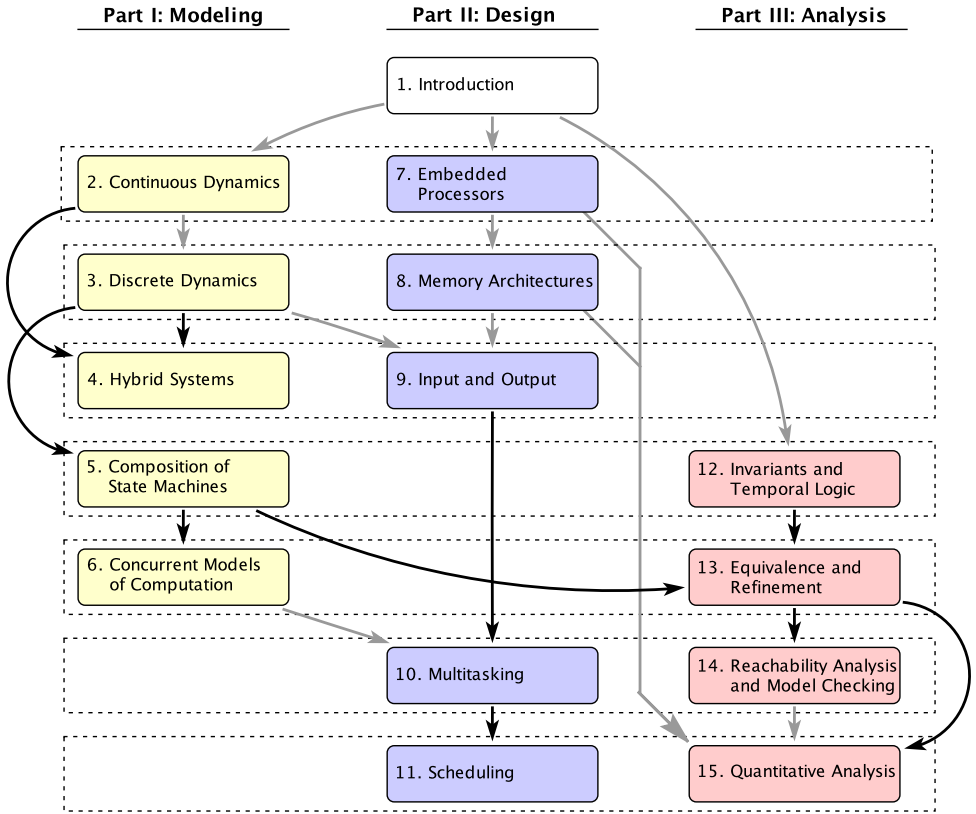 Part I: Modeling
Part II: Design
Part III: Analysis
1. Introduction
2. Continuous Dynamics
7. Embedded
Processors
3. Discrete Dynamics
8. Memory Architectures
4. Hybrid Systems
9. Input and Output
5. Composition of
State Machines
12. Invariants and
Temporal Logic
6. Concurrent Models
of Computation
13. Equivalence and
Refinement
10. Multitasking
14. Reachability Analysis
and Model Checking
11. Scheduling
15. Quantitative Analysis